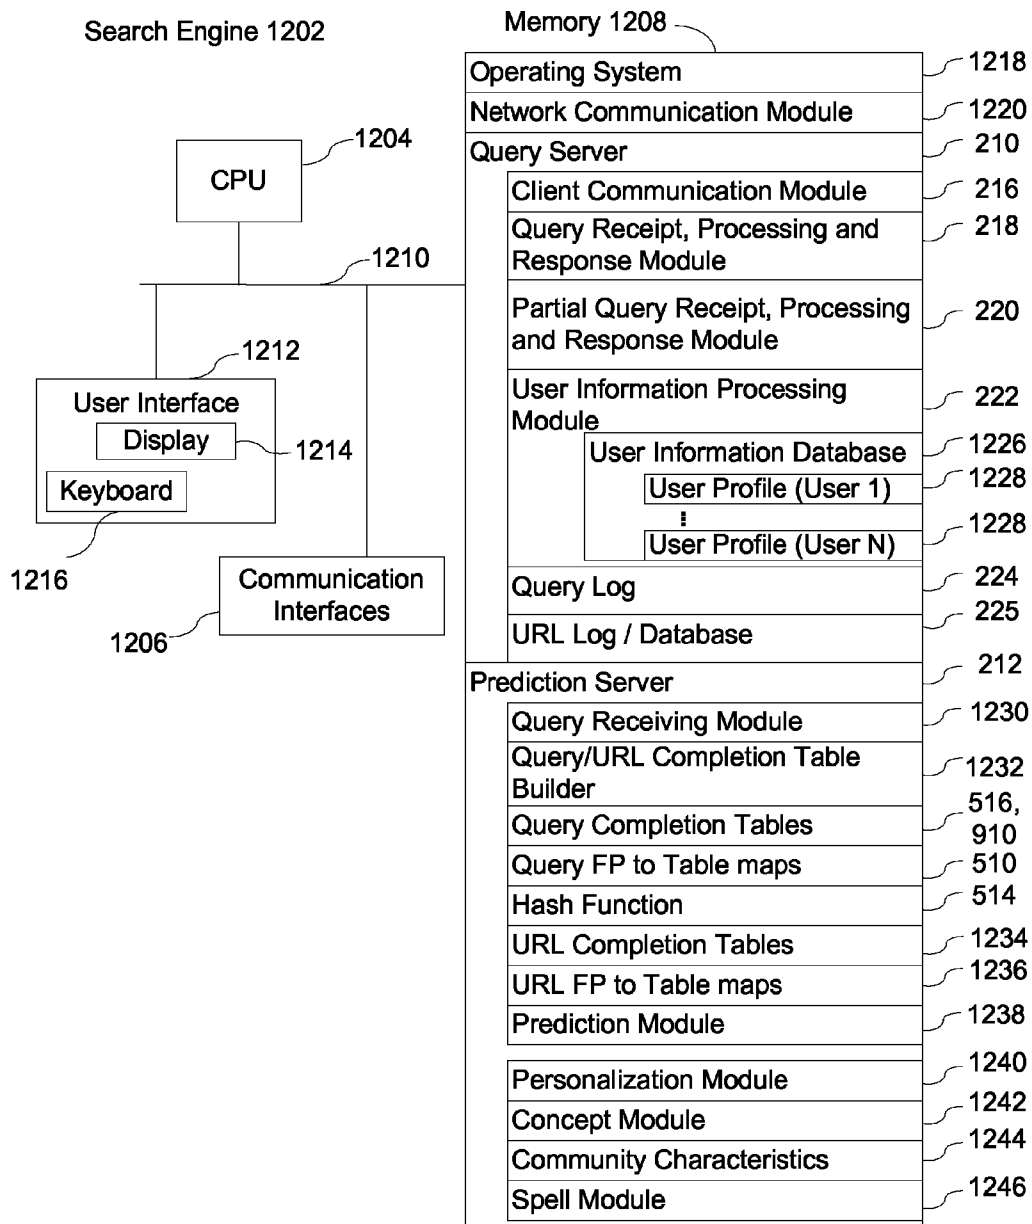 Search Engine 1202
Memory 1208
Operating System
1218
Network Communication Module
1220
Query Server
210
Client Communication Module
216
Query Receipt, Processing and
Response Module
218
Partial Query Receipt, Processing
and Response Module
220
User Information Processing
Module
222
User Information Database
1226
User Profile (User 1)
1228
User Profile (User N)
1228
Query Log
224
URL Log / Database
225
Prediction Server
212
Query Receiving Module
1230
Query/URL Completion Table
Builder
1232
Query Completion Tables
516,
910
Query FP to Table maps
510
Hash Function
514
URL Completion Tables
1234
URL FP to Table maps
1236
Prediction Module
1238
Personalization Module
1240
Concept Module
1242
Community Characteristics
1244
Spell Module
1246
CPU
1204
1210
1212
User Interface
Display
1214
Keyboard
1216
Communication
Interfaces
1206